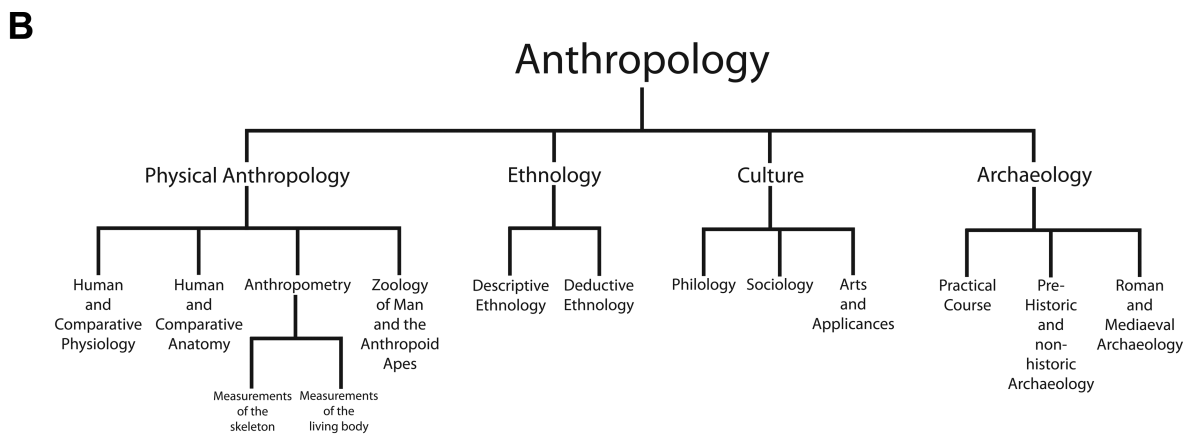 B
Anthropology
Physical Anthropology
Ethnology
Culture
Archaeology
Human
and
Comparative
Physiology
Human
and
Comparative
Anatomy
Anthropometry
Zoology
of Man
and the
Anthropoid
Apes
Measurements
of the
skeleton
Measurements
of the
living body
Descriptive
Ethnology
Deductive
Ethnology
Philology
Sociology
Arts
and
Applicances
Practical
Course
Pre-
Historic
and
non-
historic
Archaeology
Roman
and
Mediaeval
Archaeology